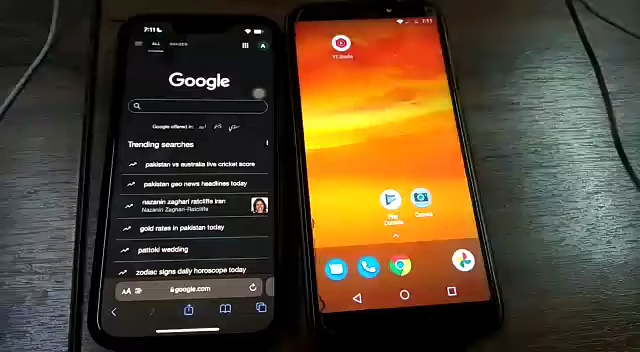 7:11
ALL IMAGES
A
Google
Google offered in:
Trending searches
pakistan vs australia live cricket score
pakistan geo news headlines today
nazanin zaghari ratcliffe iran
Nazanin Zaghari-Ratcliffe
gold rates in pakistan today
pattoki wedding
zodiac signs daily horoscope today
AA google.com
7:11
YT Studio
Play Console
Camera